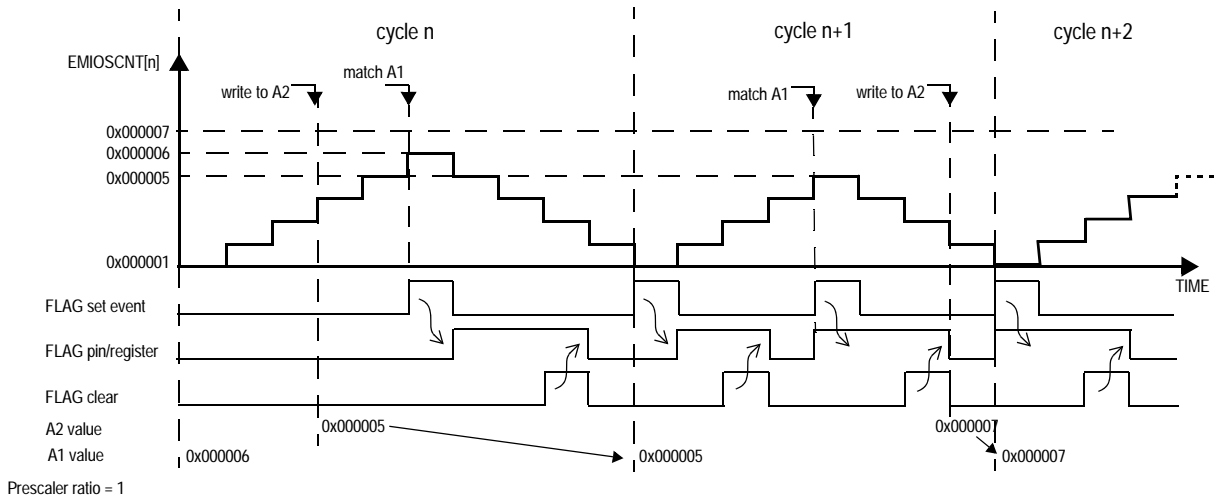 cycle n
cycle n+1
cycle n+2
EMIOSCNT[n]
match A1
write to A2
match A1
write to A2
0x000007
0x000006
0x000005
0x000001
TIME
FLAG set event
FLAG pin/register
FLAG clear
A2 value
0x000005
0x000007
A1 value
0x000006
0x000005
0x000007
Prescaler ratio = 1